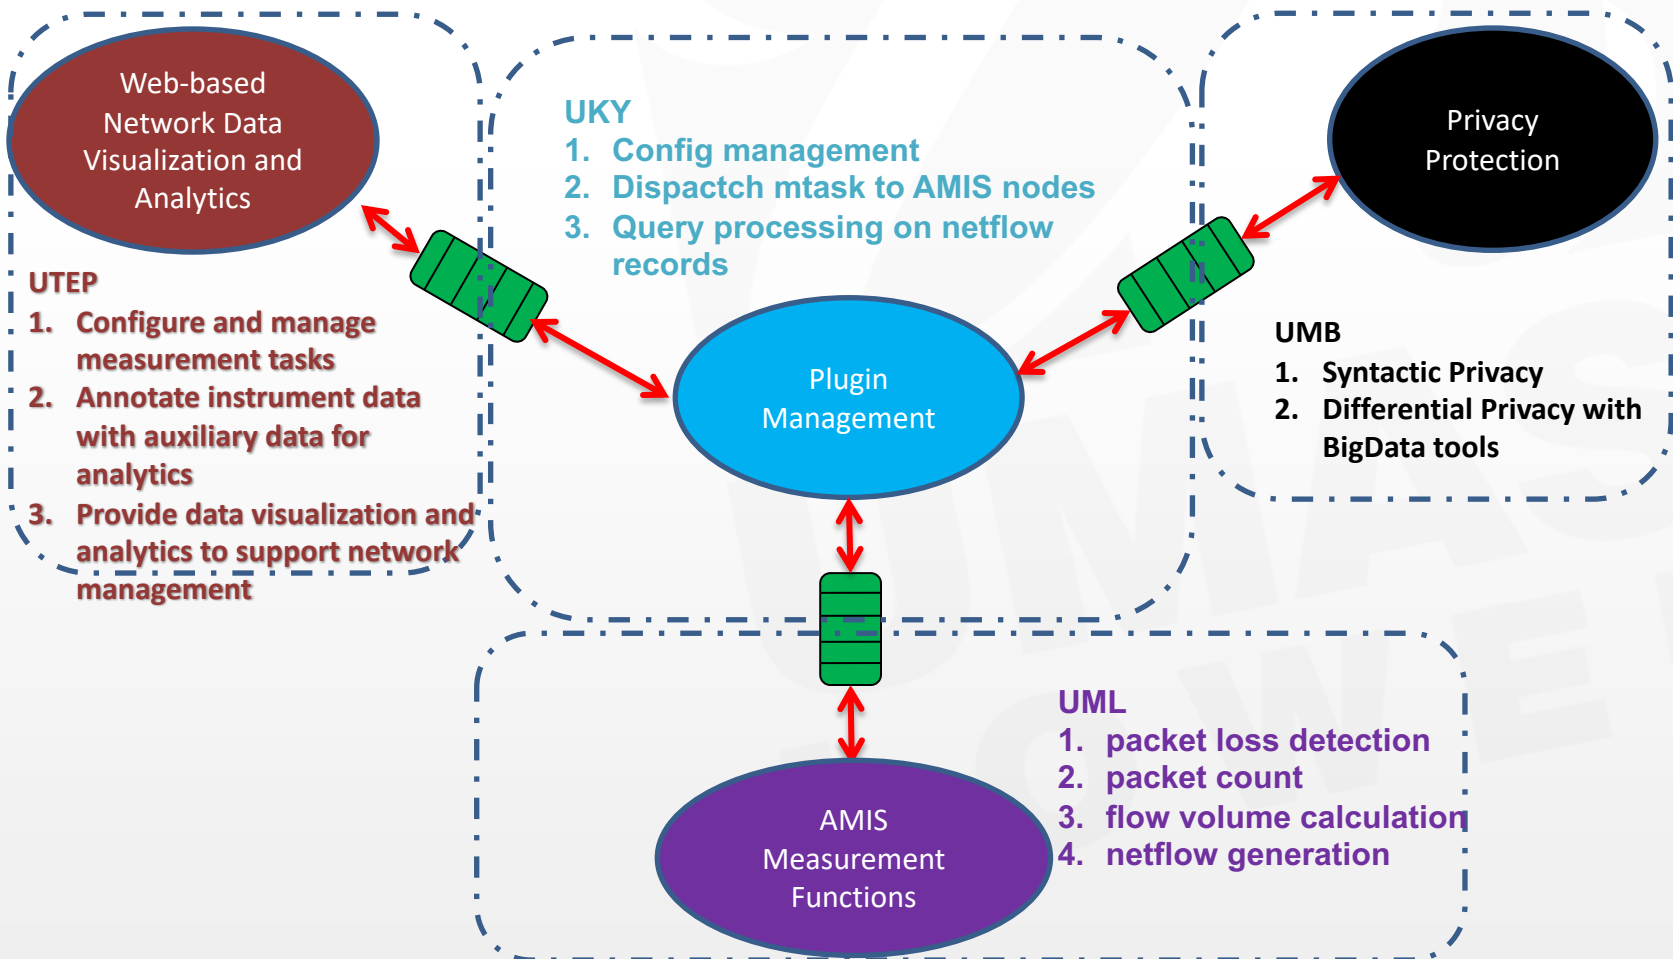 Web-based
Network Data
Visualization and
Analytics
UTEP
1. Configure and manage
measurement tasks
2. Annotate instrument data
with auxiliary data for
analytics
3. Provide data visualization and
analytics to support network
management
UKY
1. Config management
2. Dispactch mtask to AMIS nodes
3. Query processing on netflow
records
Plugin
Management
Privacy
Protection
UMB
1. Syntactic Privacy
2. Differential Privacy with
BigData tools
UML
1. packet loss detection
2. packet count
3. flow volume calculation
4. netflow generation
AMIS
Measurement
Functions